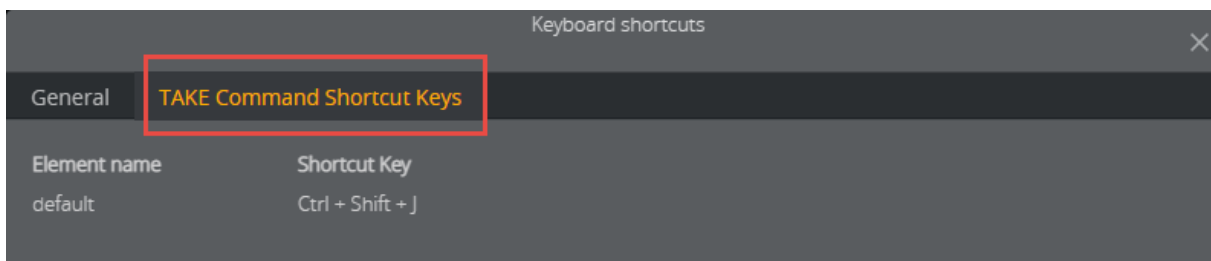 Keyboard shortcuts
General TAKE Command Shortcut Keys
Element name Shortcut Key
default Ctrl + Shift + J